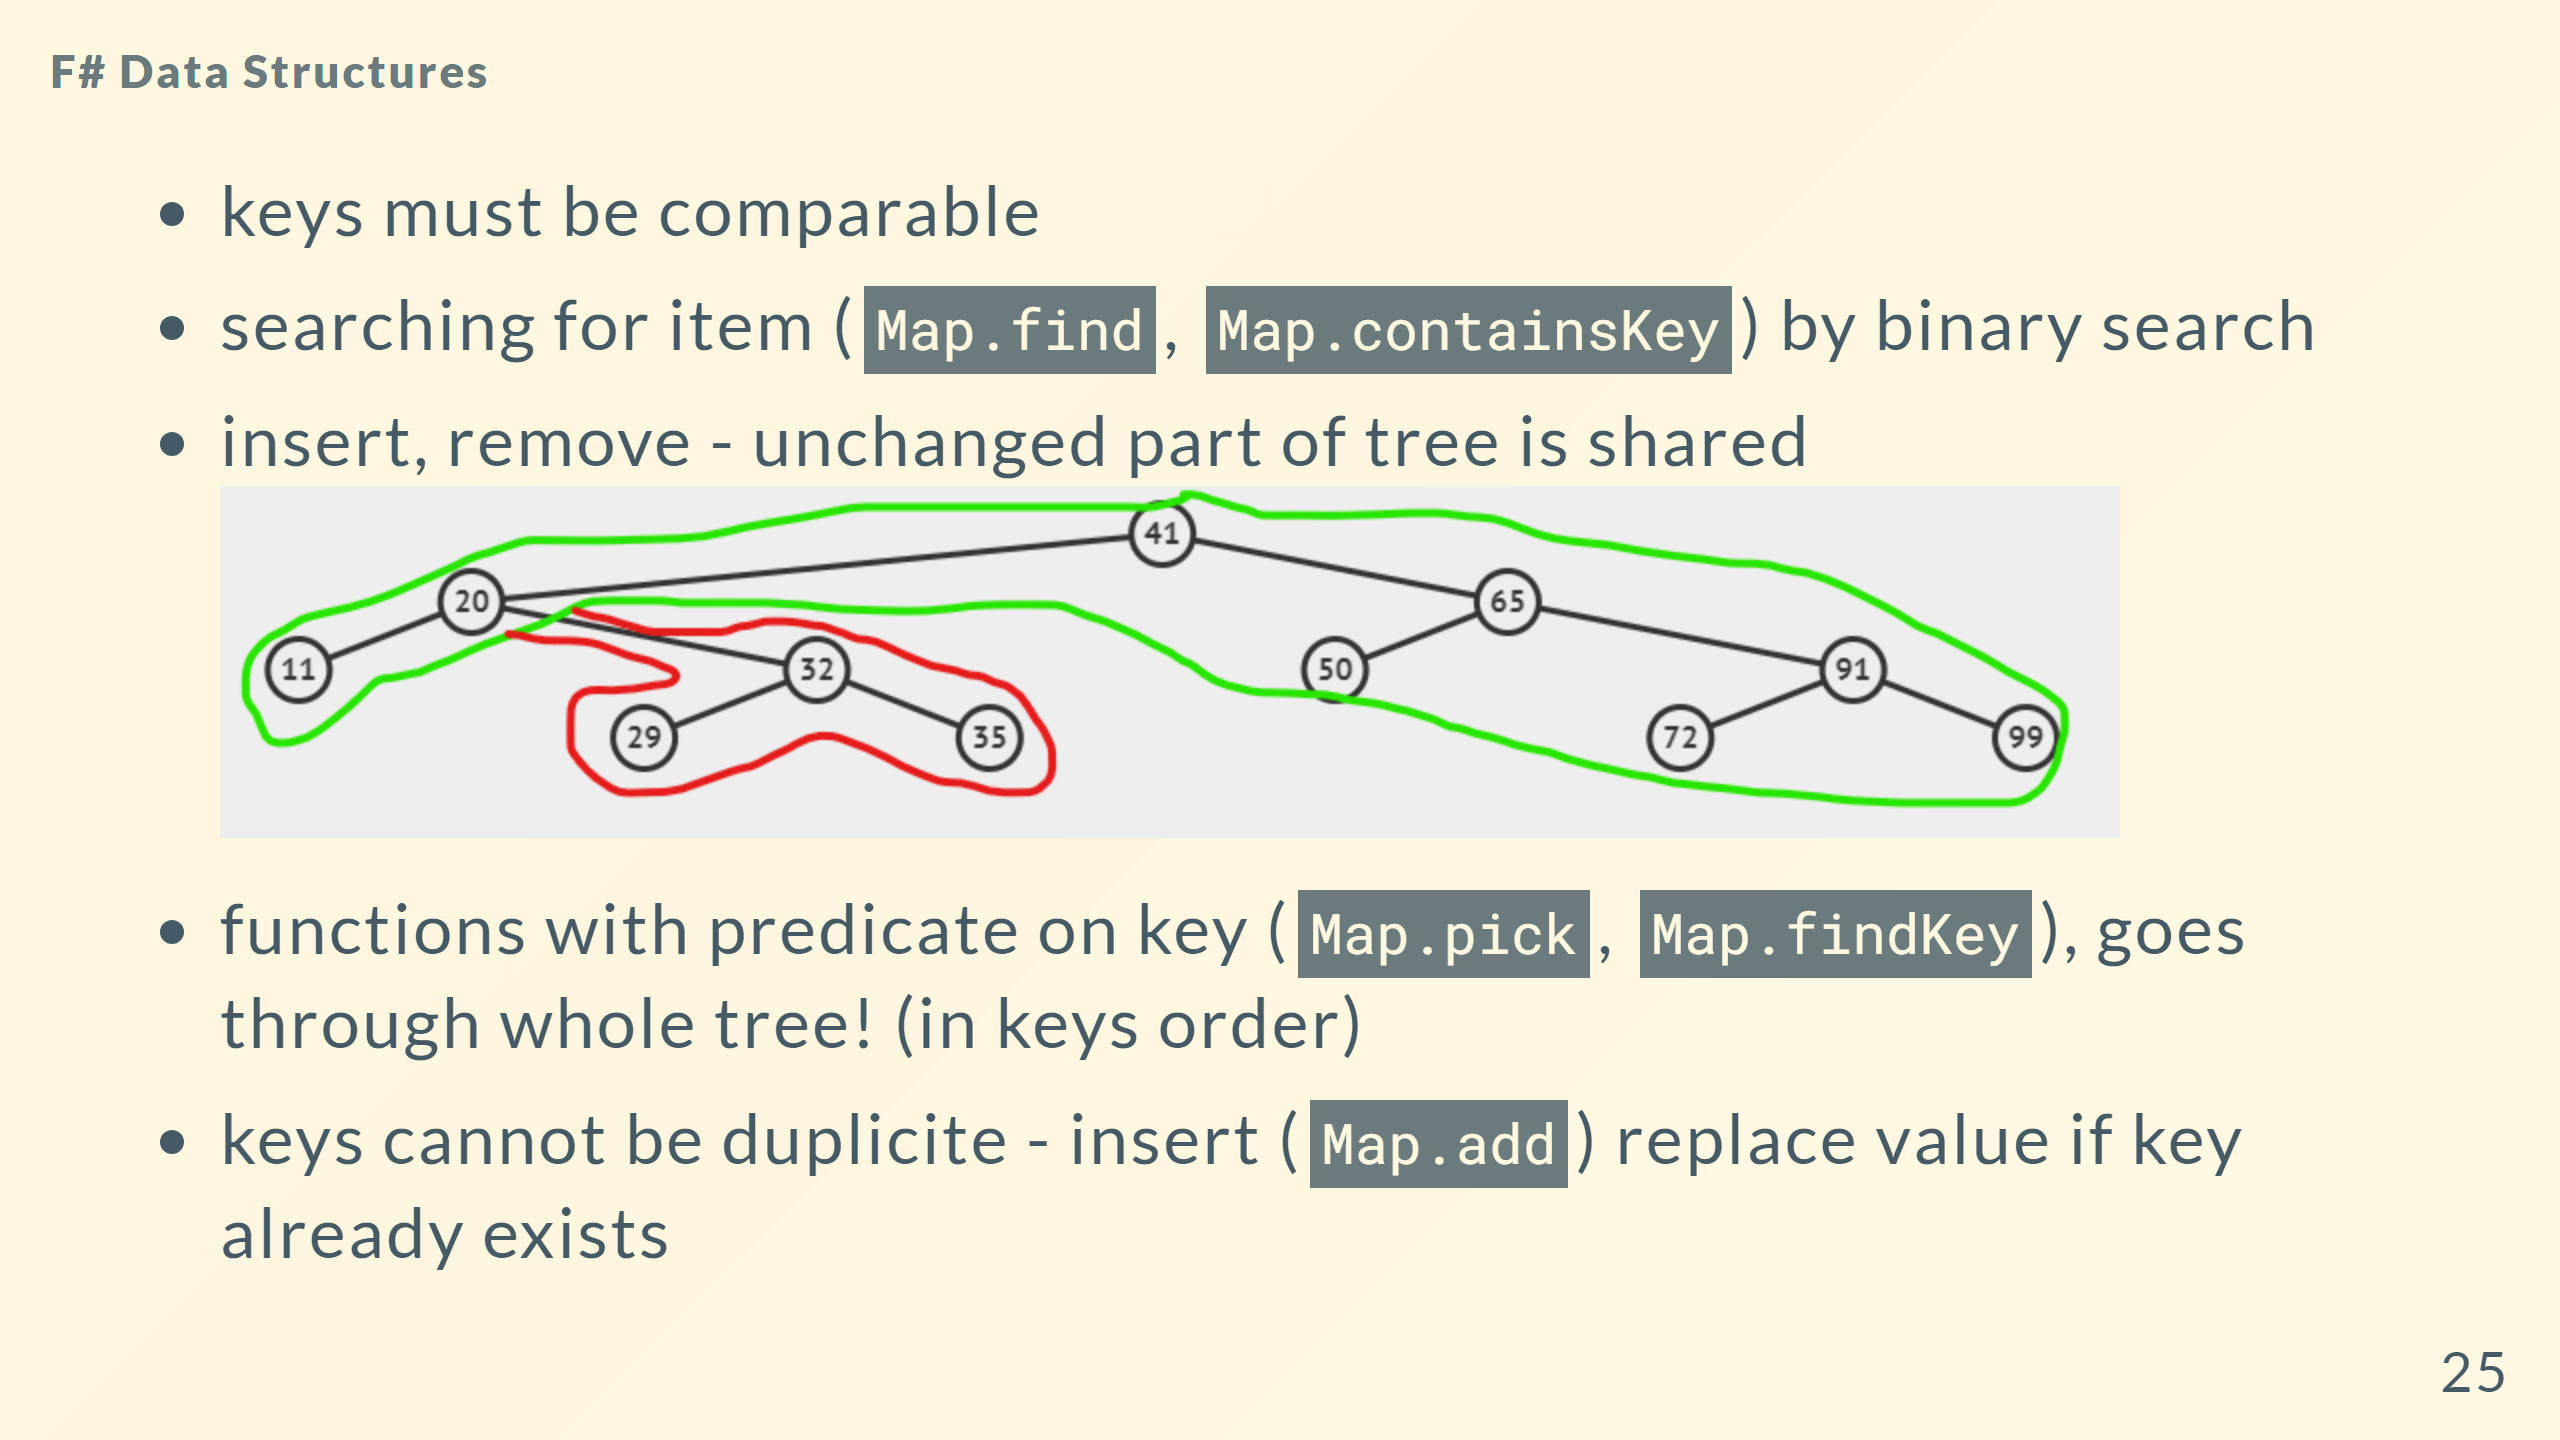 F# Data Structures
• keys must be comparable
• searching for item (Map.find, Map.containsKey) by binary search
• insert, remove - unchanged part of tree is shared
41
20 65
11 32 50 91
29 35 72 99
• functions with predicate on key (Map.pick, Map.findKey), goes
through whole tree! (in keys order)
• keys cannot be duplicite - insert (Map.add) replace value if key
already exists
25